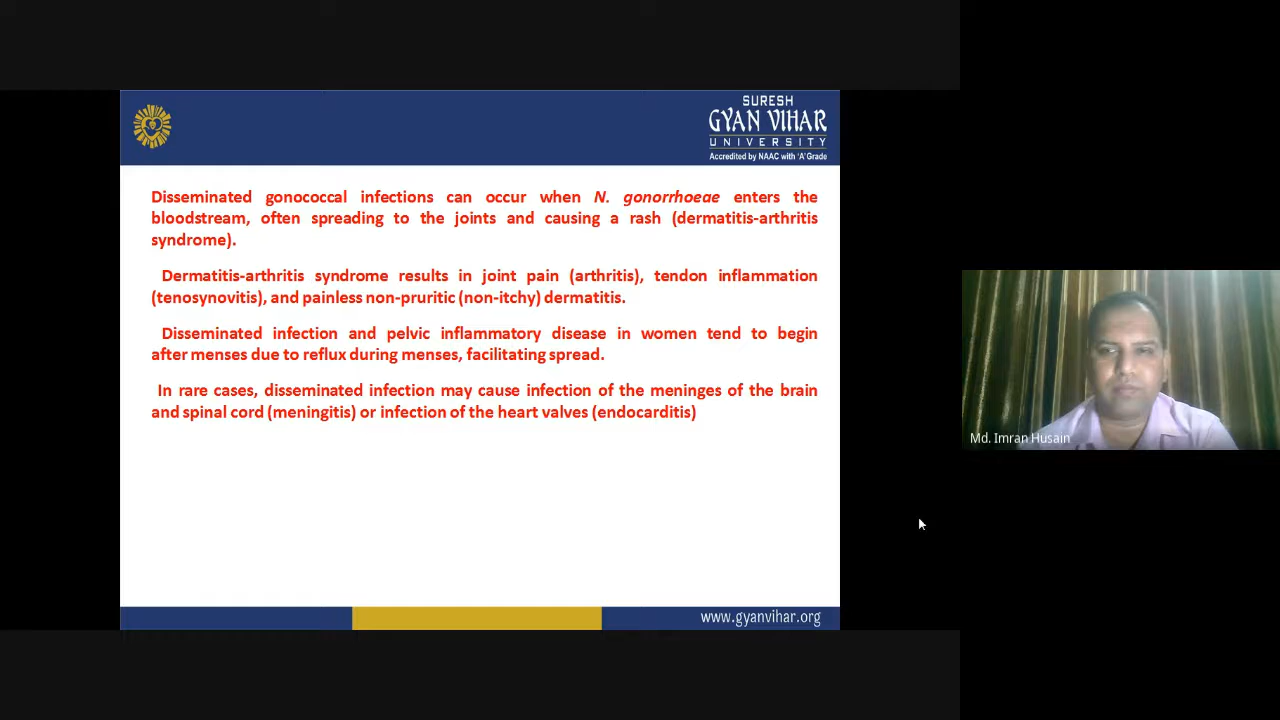 SURESH
GYAN VIHAR
UNIVERSITY
Accredited by NAAC with 'A' Grade
Disseminated gonococcal infections can occur when N. gonorrhoeae enters the
bloodstream, often spreading to the joints and causing a rash (dermatitis-arthritis
syndrome).
Dermatitis-arthritis syndrome results in joint pain (arthritis), tendon inflammation
(tenosynovitis), and painless non-pruritic (non-itchy) dermatitis.
Disseminated infection and pelvic inflammatory disease in women tend to begin
after menses due to reflux during menses, facilitating spread.
In rare cases, disseminated infection may cause infection of the meninges of the brain
and spinal cord (meningitis) or infection of the heart valves (endocarditis)
www.gyanvihar.org
Md. Imran Husain